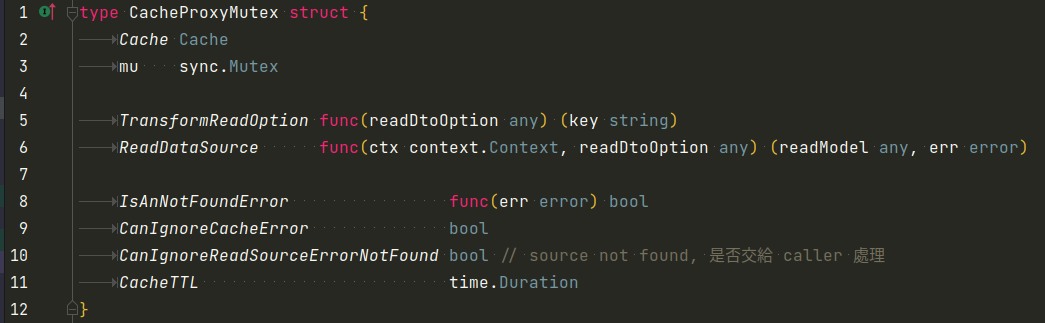 1 type CacheProxyMutex struct {
2 Cache Cache
3 mu sync.Mutex
4
5 TransformReadOption func(readDtoOption any) (key string)
6 ReadDataSource func(ctx context.Context, readDtoOption any) (readModel any, err error)
7
8 IsAnNotFoundError func(err error) bool
9 CanIgnoreCacheError bool
10 CanIgnoreReadSourceErrorNotFound bool // source not found, 是否交給 caller 處理
11 CacheTTL time.Duration
12 }